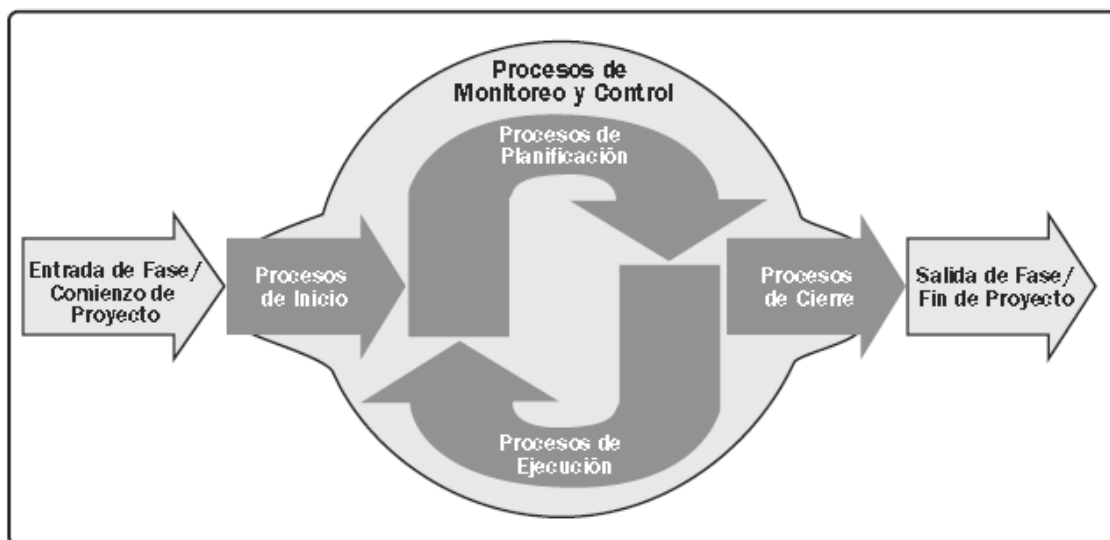 Procesos de
Monitoreo y Control
Procesos de
Planificación
Entrada de Fase/
Comienzo de
Proyecto
Procesos
de Inicio
Procesos
de Cierre
Salida de Fase/
Fin de Proyecto
Procesos de
Ejecución